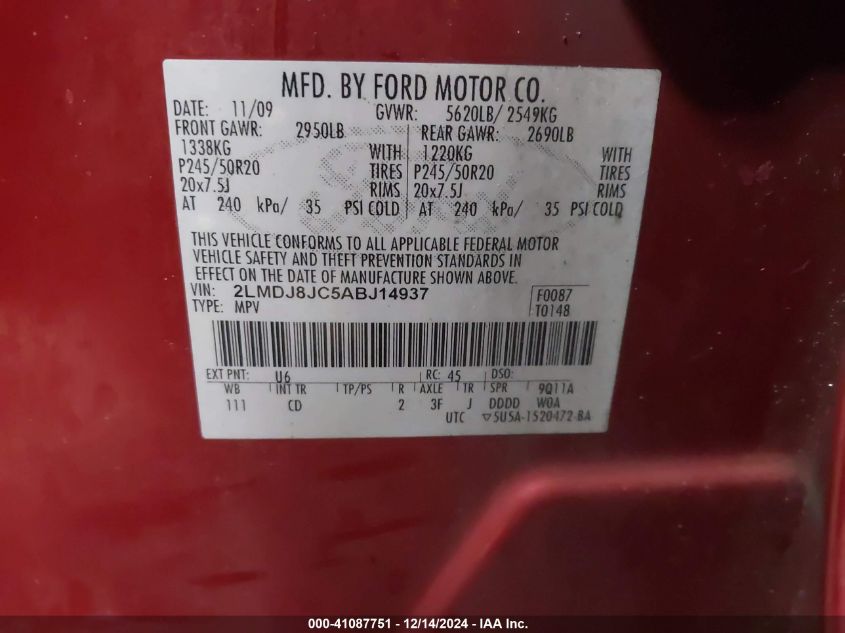 MFD. BY FORD MOTOR CO.
DATE: 11/09 GVWR: 5620LB/ 2549KG
FRONT GAWR: 2950LB REAR GAWR: 2690LB
1338KG WITH 1220KG WITH
P245/50R20 TIRES P245/50R20 TIRES
20x7.5J RIMS 20x7.5J RIMS
AT 240 kPa/ 35 PSI COLD AT 240 kPa/ 35 PSI COLD
THIS VEHICLE CONFORMS TO ALL APPLICABLE FEDERAL MOTOR
VEHICLE SAFETY AND THEFT PREVENTION STANDARDS IN
EFFECT ON THE DATE OF MANUFACTURE SHOWN ABOVE.
VIN: 2LMDJ8JC5ABJ14937 F0087
TYPE: MPV T0148
EXT PNT: U6 RC: 45 DSO:
WB INT TR TP/PS R AXLE TR SPR 9Q11A
111 CD 2 3F J DDDD W0A
UTC ▽5U5A-1520472-BA
000-41087751 - 12/14/2024 - IAA Inc.